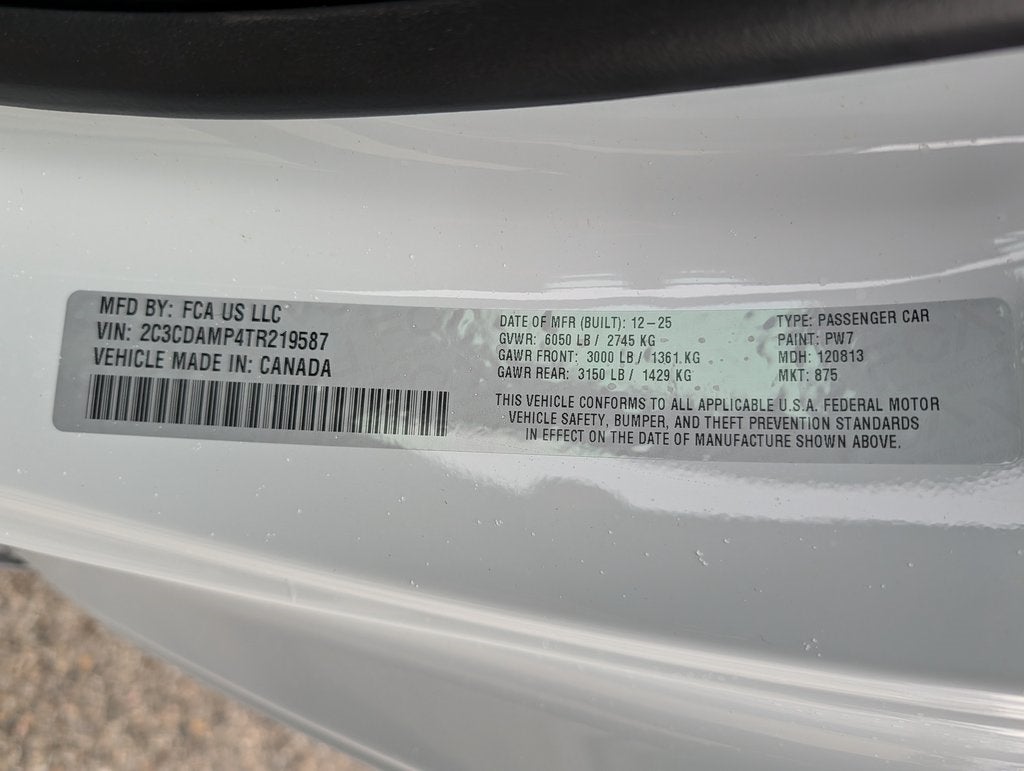 MFD BY: FCA US LLC
VIN: 2C3CDAMP4TR219587
VEHICLE MADE IN: CANADA
DATE OF MFR (BUILT): 12-25
GVWR: 6050 LB / 2745 KG
GAWR FRONT: 3000 LB / 1361.KG
GAWR REAR: 3150 LB / 1429 KG
TYPE: PASSENGER CAR
PAINT: PW7
MDH: 120813
MKT: 875
THIS VEHICLE CONFORMS TO ALL APPLICABLE U.S.A. FEDERAL MOTOR
VEHICLE SAFETY, BUMPER, AND THEFT PREVENTION STANDARDS
IN EFFECT ON THE DATE OF MANUFACTURE SHOWN ABOVE.